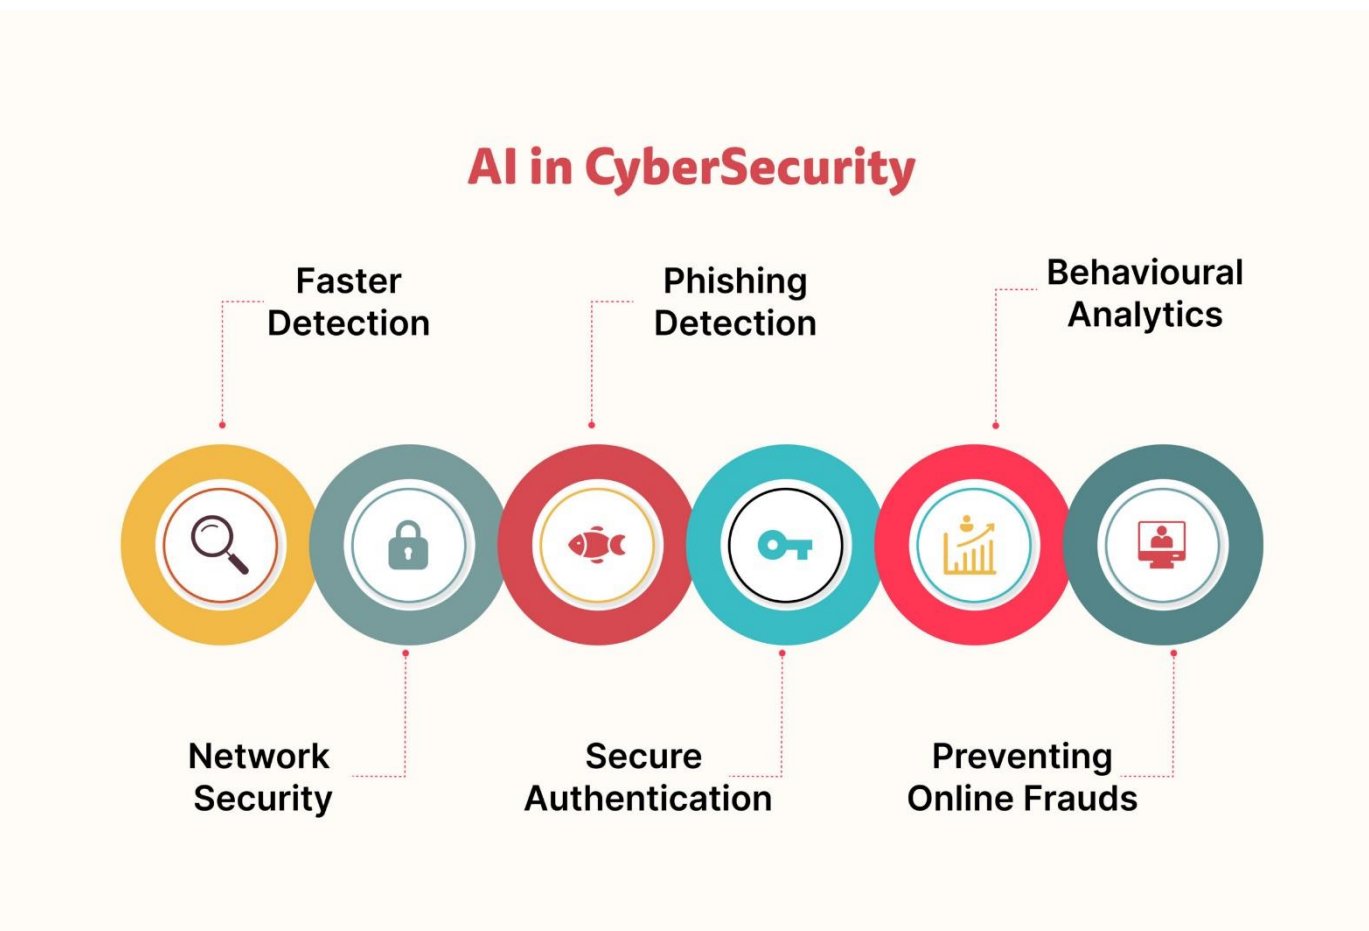 AI in CyberSecurity
Faster
Detection
Phishing
Detection
Behavioural
Analytics
Network
Security
Secure
Authentication
Preventing
Online Frauds